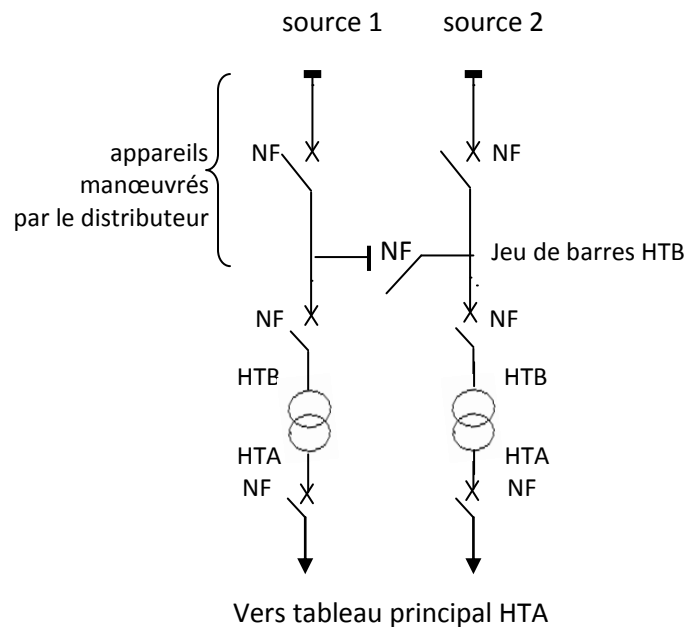 source 1
source 2
appareils
manœuvrés
par le distributeur
NF
NF
NF
Jeu de barres HTB
NF
NF
HTB
HTB
HTA
HTA
NF
NF
Vers tableau principal HTA